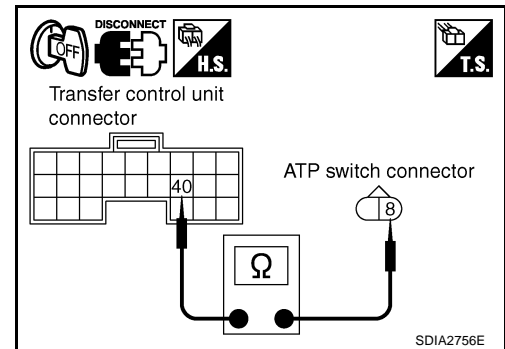 DISCONNECT
OFF
H.S.
T.S.
Transfer control unit
connector
ATP switch connector
40
8
Ω
SDIA2756E